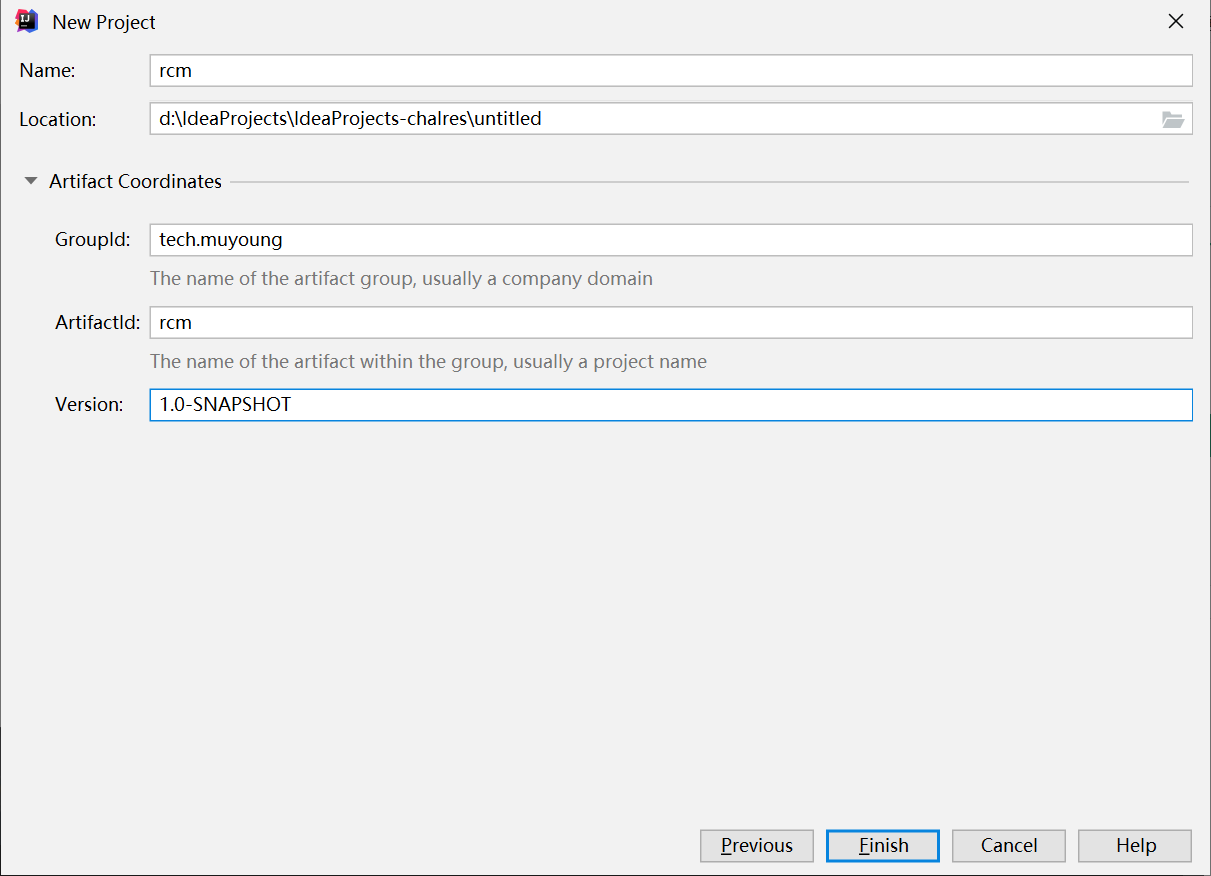 New Project
Name: rcm
Location: d:\IdeaProjects\IdeaProjects-chalres\untitled
Artifact Coordinates
GroupId: tech.muyoung
The name of the artifact group, usually a company domain
ArtifactId: rcm
The name of the artifact within the group, usually a project name
Version: 1.0-SNAPSHOT
Previous Finish Cancel Help